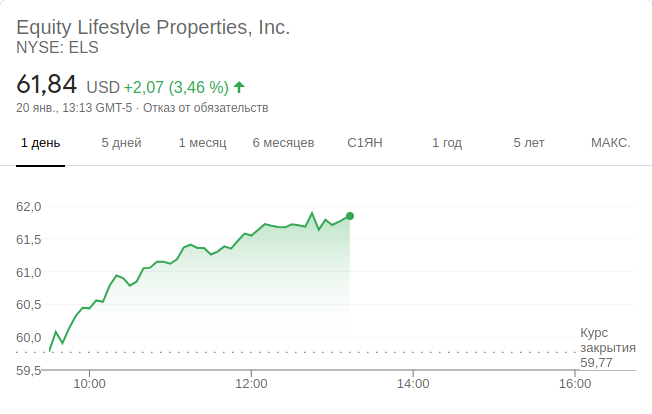 Equity Lifestyle Properties, Inc.
NYSE: ELS
61,84 USD +2,07 (3,46 %)
20 янв., 13:13 GMT-5 · Отказ от обязательств
1 день 5 дней 1 месяц 6 месяцев С1ЯН 1 год 5 лет МАКС.
62,0
61,5
61,0
60,5
60,0
59,5
Курс
закрытия
59,77
10:00 12:00 14:00 16:00